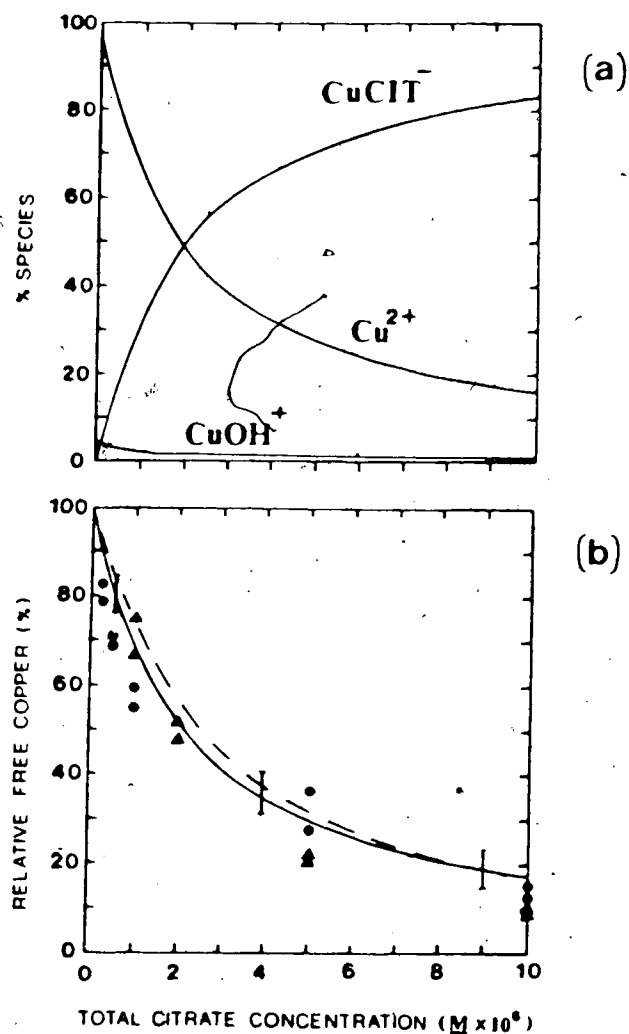 (a)
100
80
60
40
20
0
% SPECIES
CuCIT⁻
Cu²⁺
CuOH⁺
(b)
100
80
60
40
20
0
RELATIVE FREE COPPER (%)
0 2 4 6 8 10
TOTAL CITRATE CONCENTRATION (M x 10⁶)